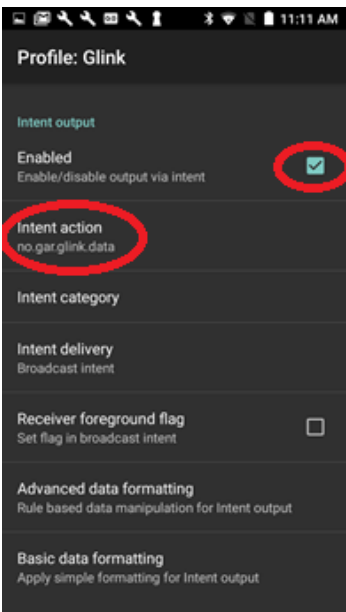 11:11 AM
Profile: Glink
Intent output
Enabled
Enable/disable output via intent
Intent action
no.gar.glink.data
Intent category
Intent delivery
Broadcast intent
Receiver foreground flag
Set flag in broadcast intent
Advanced data formatting
Rule based data manipulation for Intent output
Basic data formatting
Apply simple formatting for Intent output